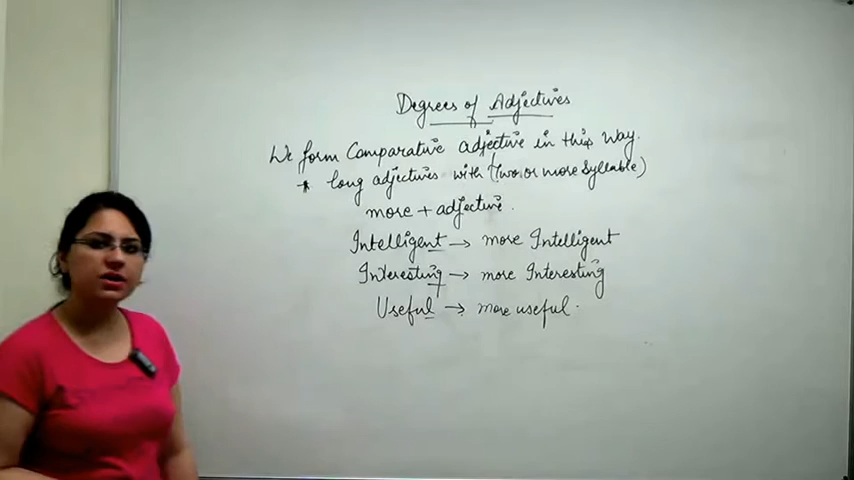 Degrees of Adjectives
We form Comparative adjective in this way.
* long adjectives with (two or more syllable)
more + adjective.
Intelligent → more Intelligent
Interesting → more Interesting
Useful → more useful.